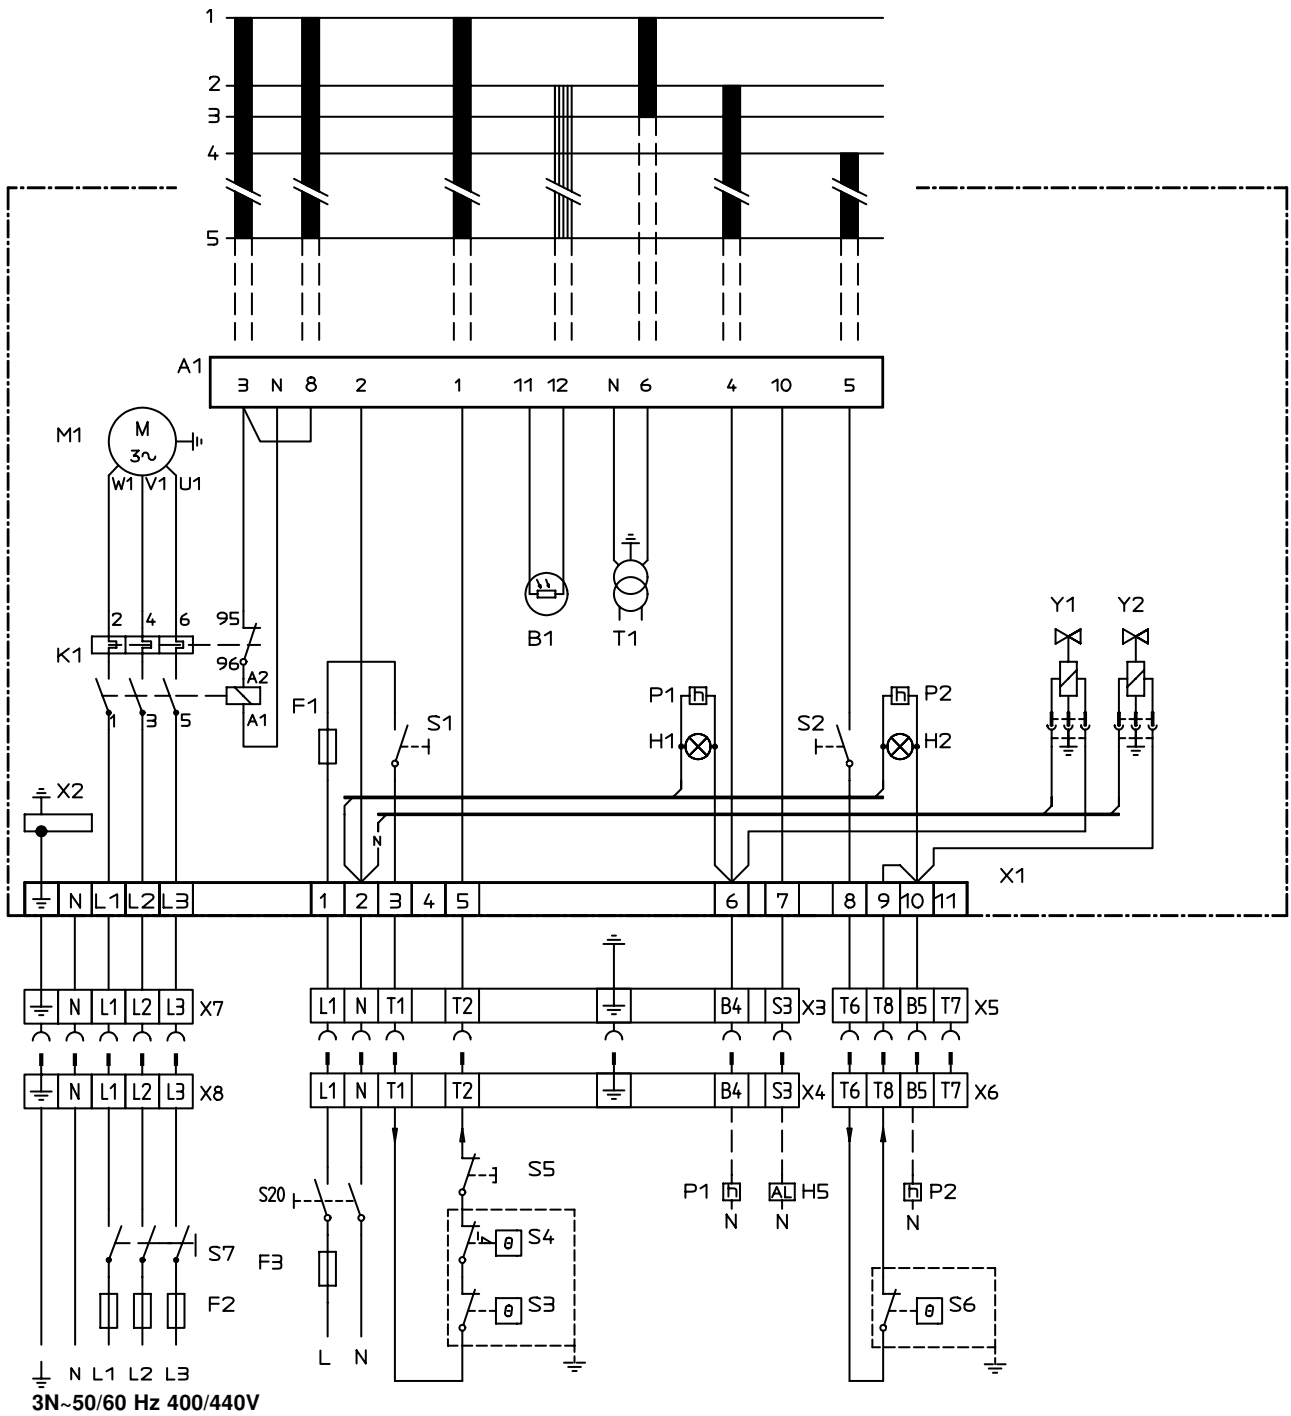 1
2
3
4
5
A1
3 N 8 2 1 11 12 N 6 4 10 5
M1
M
3~
W1 V1 U1
B1
T1
Y1 Y2
2 4 6 95
K1
96
A2
A1
1 3 5
F1
S1
P1
H1
S2
P2
H2
X2
N
X1
N L1 L2 L3 1 2 3 4 5 6 7 8 9 10 11
N L1 L2 L3 X7 L1 N T1 T2 B4 S3 X3 T6 T8 B5 T7 X5
N L1 L2 L3 X8 L1 N T1 T2 B4 S3 X4 T6 T8 B5 T7 X6
S5
S20
P1 h AL H5 h P2
N N N
S7
F3
θ S4
F2
θ S3
θ S6
L N
N L1 L2 L3
3N~50/60 Hz 400/440V